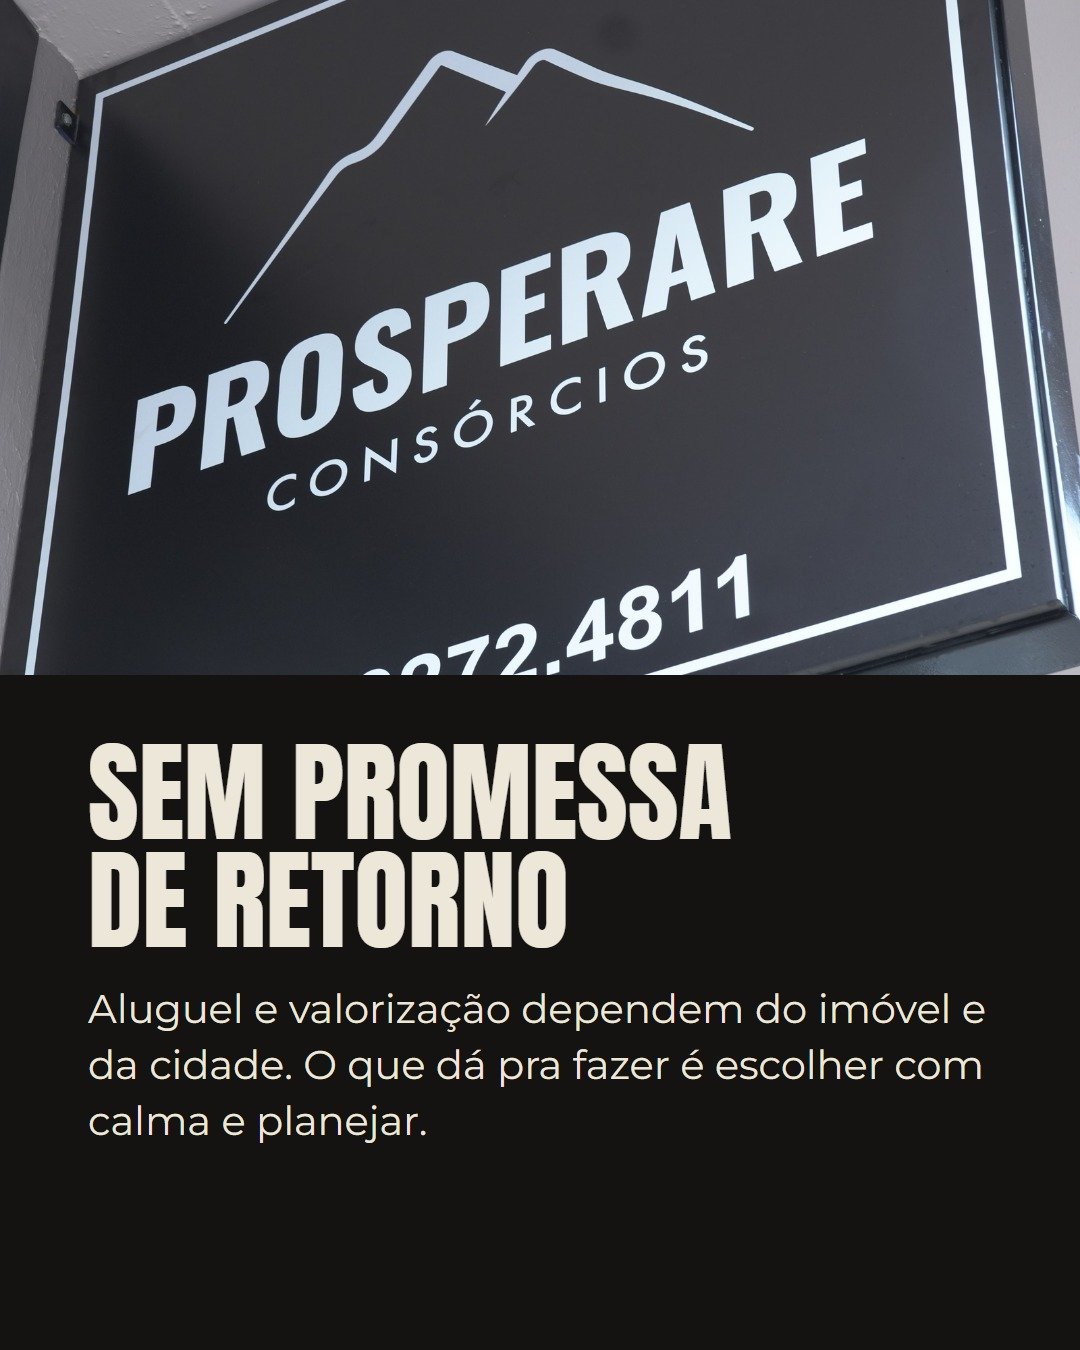 PROSPERARE
CONSÓRCIOS
272.4811
SEM PROMESSA
DE RETORNO
Aluguel e valorização dependem do imóvel e
da cidade. O que dá pra fazer é escolher com
calma e planejar.